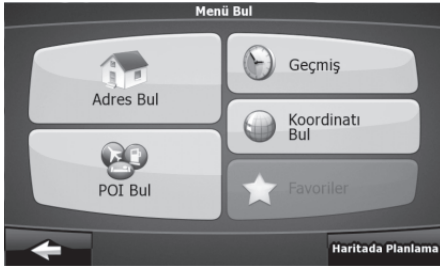 Menü Bul
Adres Bul
Geçmiş
Koordinatı
Bul
POI Bul
Favoriler
Haritada Planlama